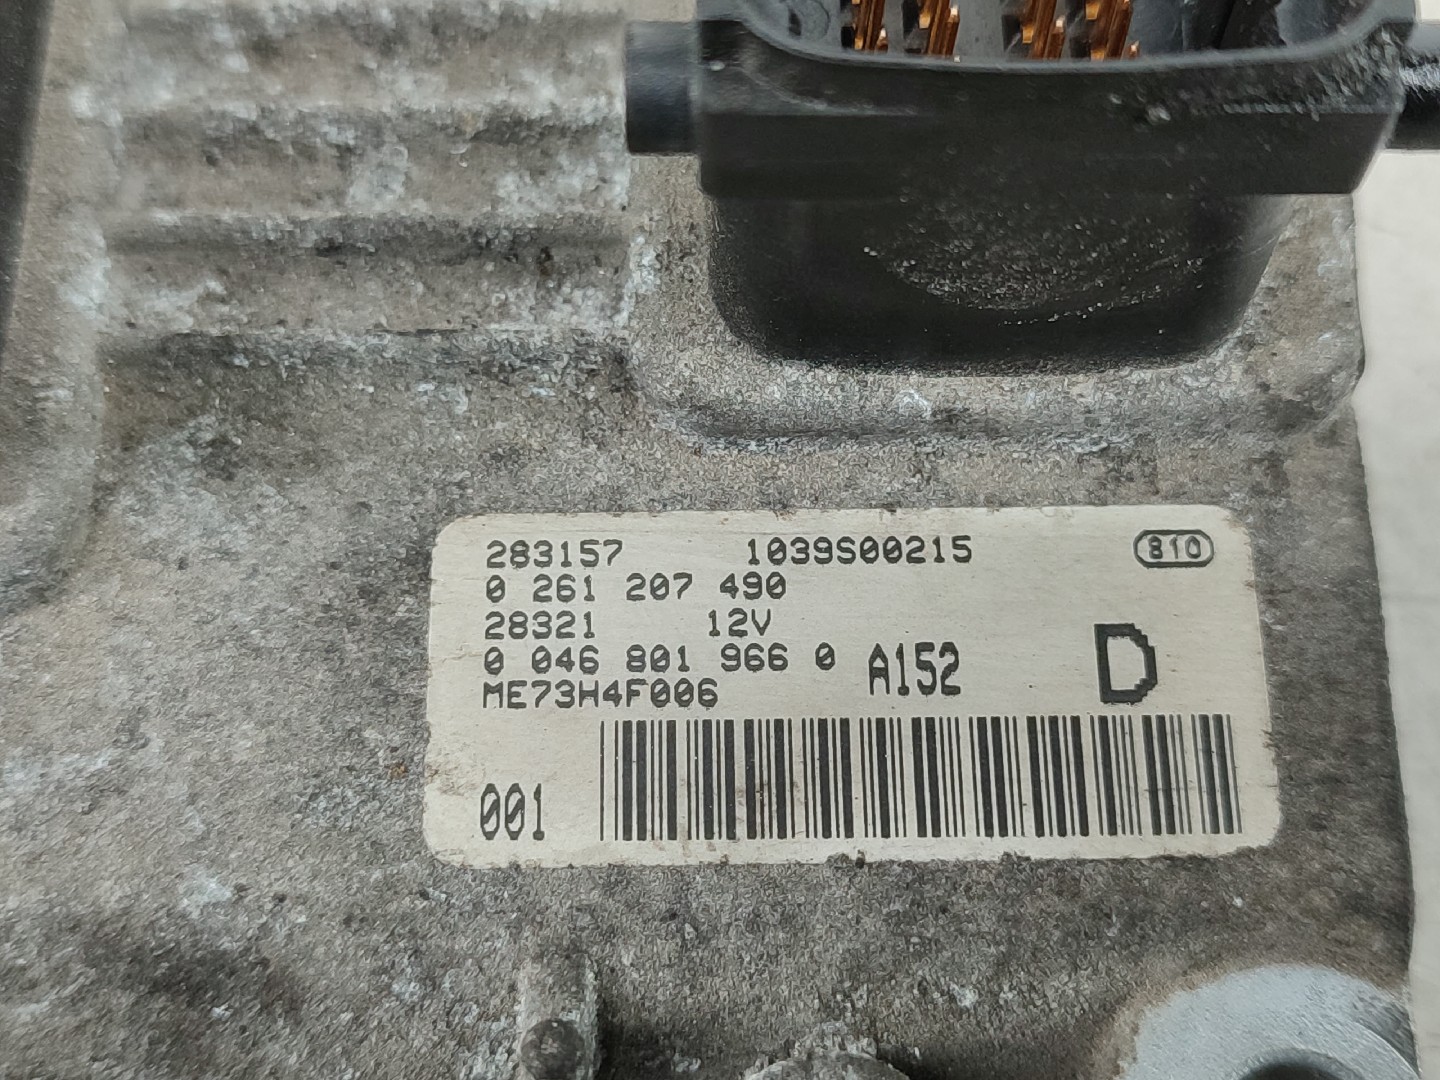 283157 1039S00215 810
0 261 207 490
28321 12V
0 046 801 966 0 A152 D
ME73H4F006
001